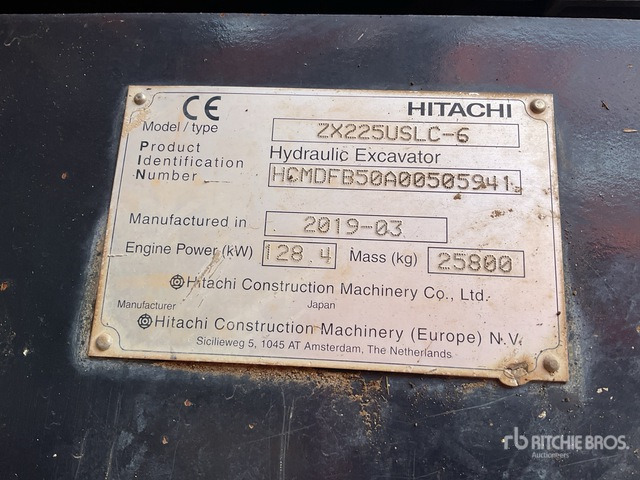 CE HITACHI
Model / type ZX225USLC-6
Product Hydraulic Excavator
Identification
Number HCMDFB50A00505941
Manufactured in 2019-03
Engine Power (kW) 128.4 Mass (kg) 25800
Hitachi Construction Machinery Co., Ltd.
Manufacturer Japan
Hitachi Construction Machinery (Europe) N.V.
Sicilieweg 5, 1045 AT Amsterdam, The Netherlands
rb RITCHIE BROS.
Auctioneers